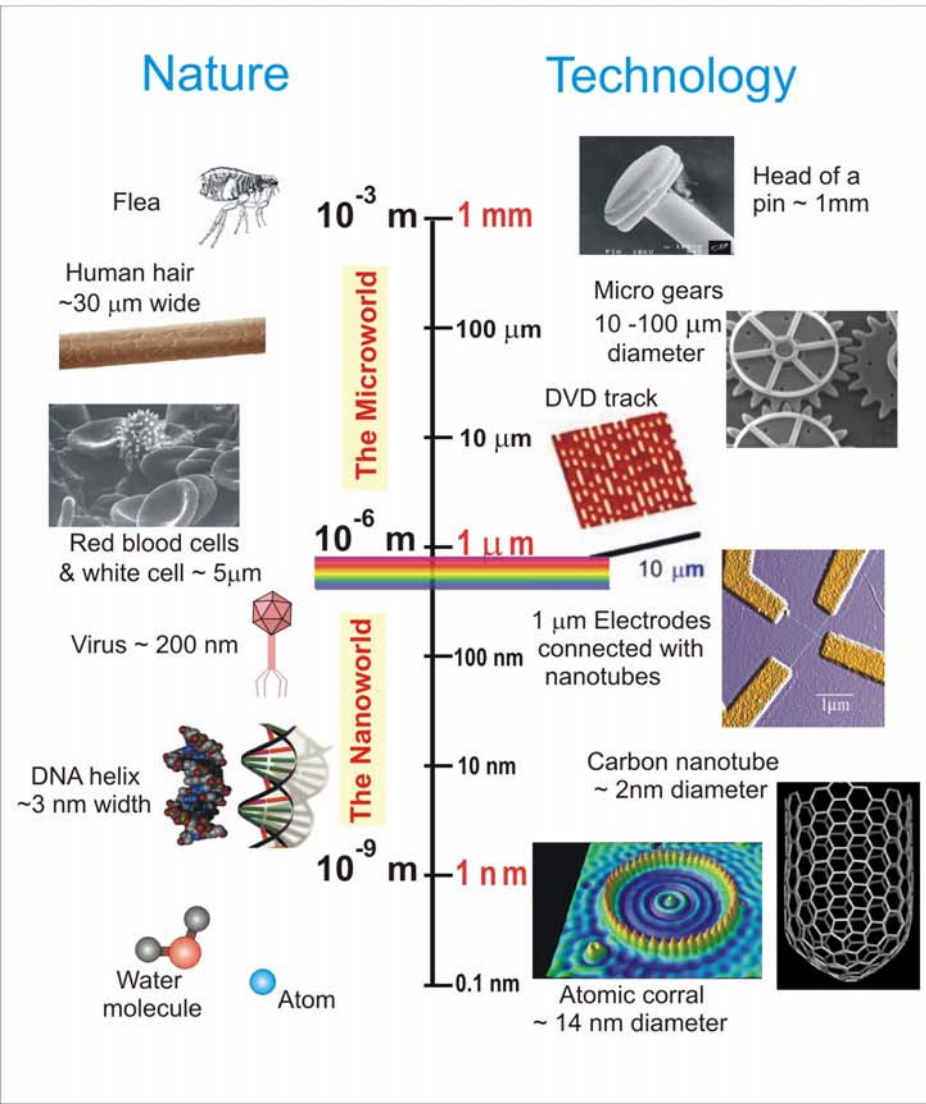 Nature
Technology
Flea
10⁻³ m
1 mm
Head of a
pin ~ 1mm
Human hair
~30 μm wide
The Microworld
100 μm
Micro gears
10 -100 μm
diameter
DVD track
10 μm
10⁻⁶ m
1 μm
10 μm
Red blood cells
& white cell ~ 5μm
Virus ~ 200 nm
The Nanoworld
100 nm
1 μm Electrodes
connected with
nanotubes
1μm
DNA helix
~3 nm width
10 nm
Carbon nanotube
~ 2nm diameter
10⁻⁹ m
1 nm
Water
molecule
Atom
0.1 nm
Atomic corral
~ 14 nm diameter